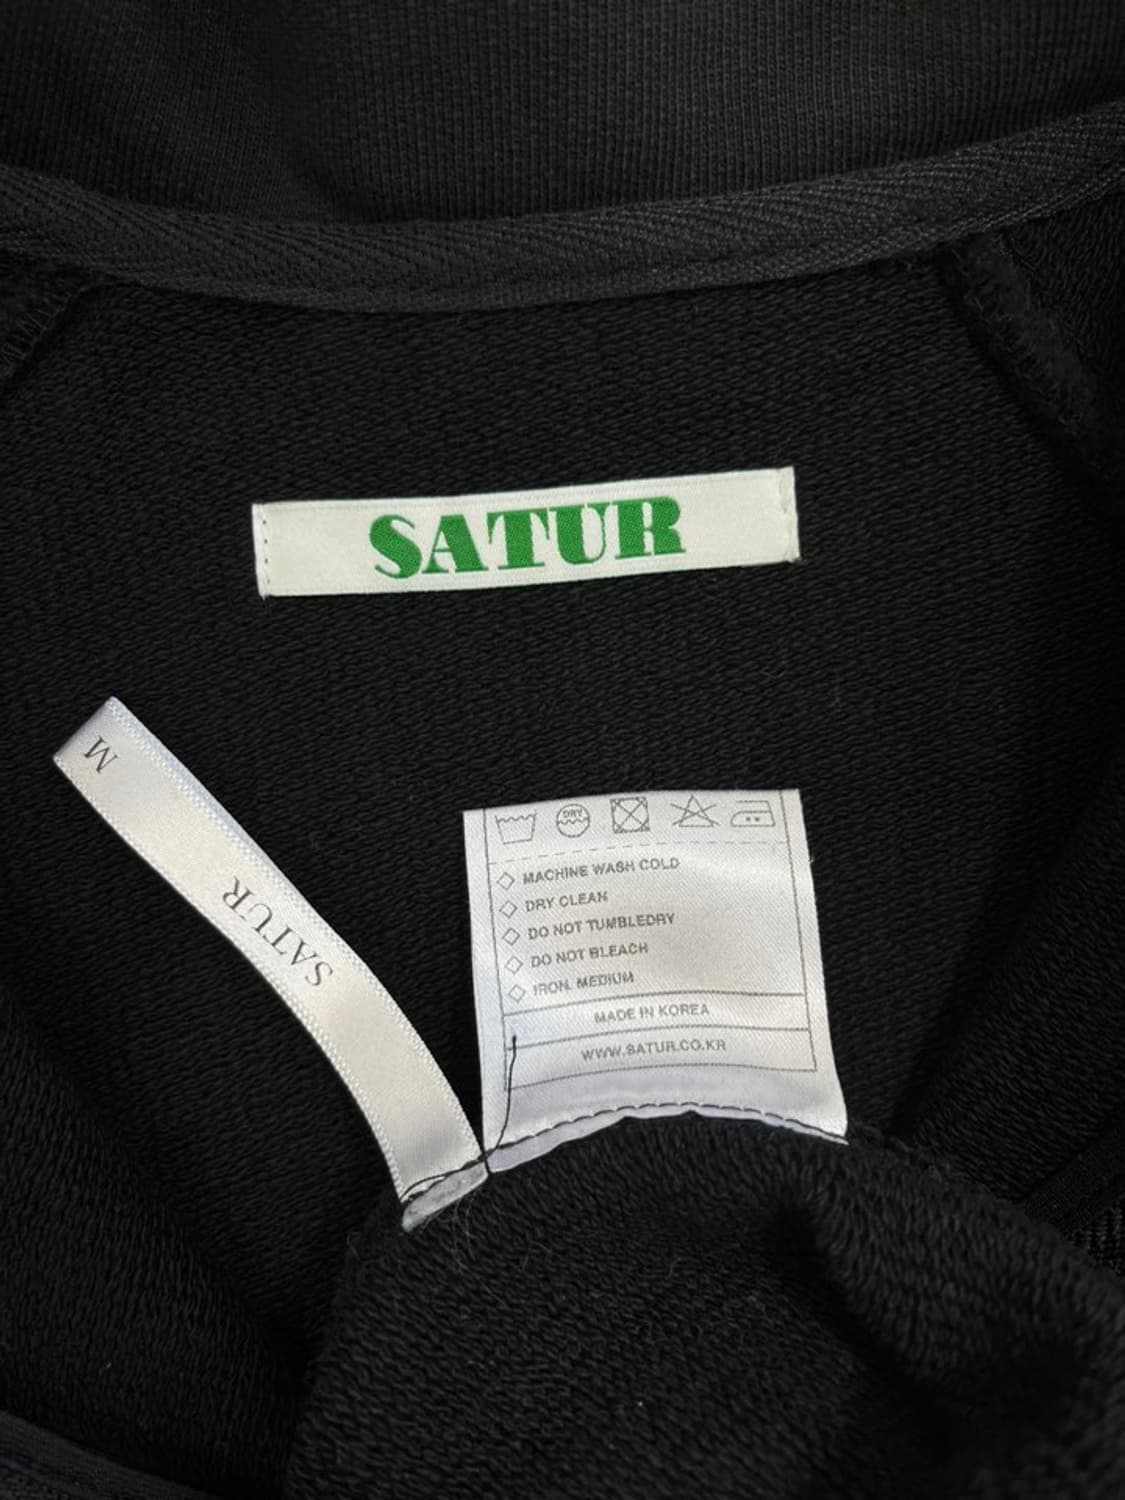 SATUR
M
SATUR
DRY
MACHINE WASH COLD
DRY CLEAN
DO NOT TUMBLEDRY
DO NOT BLEACH
IRON. MEDIUM
MADE IN KOREA
WWW.SATUR.CO.KR